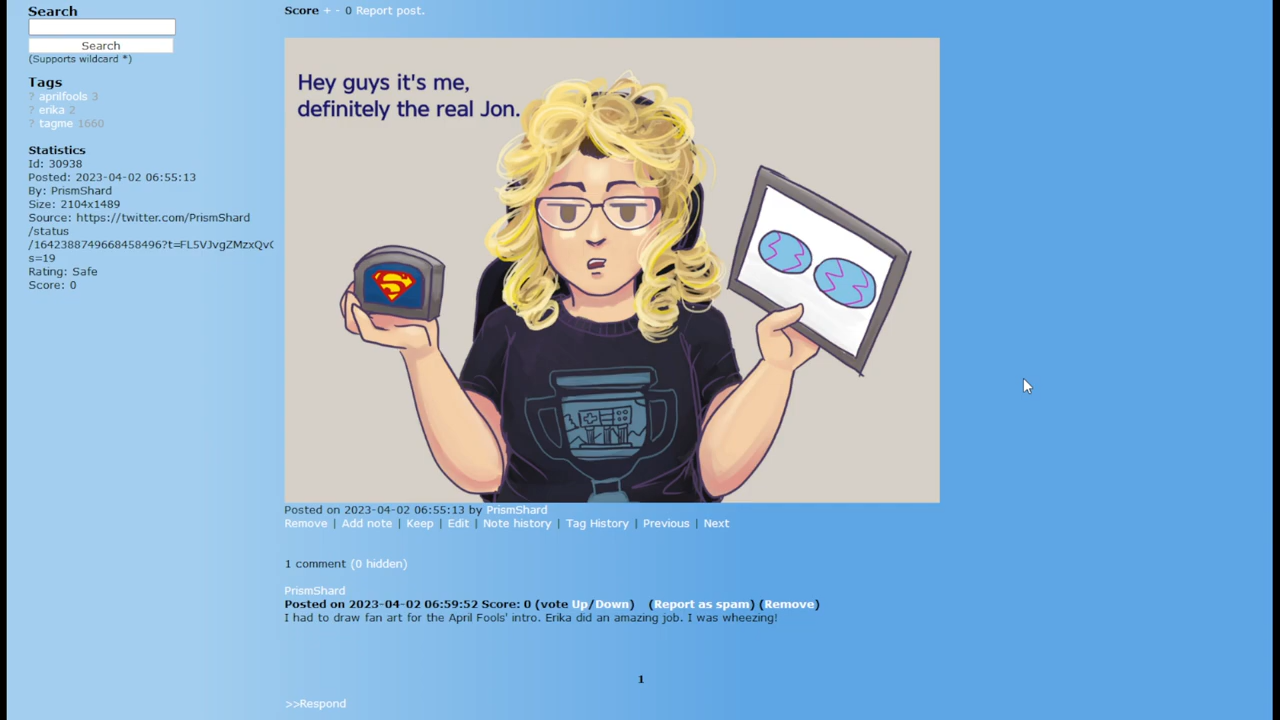 Search
Search
(Supports wildcard *)
Tags
? aprilfools 3
? erika 2
? tagme 1660
Statistics
Id: 30938
Posted: 2023-04-02 06:55:13
By: PrismShard
Size: 2104x1489
Source: https://twitter.com/PrismShard
/status
/1642388749668458496?t=FL5VJvgZMzxQv
s=19
Rating: Safe
Score: 0
Score + - 0 Report post.
Hey guys it's me,
definitely the real Jon.
S
Posted on 2023-04-02 06:55:13 by PrismShard
Remove | Add note | Keep | Edit | Note history | Tag History | Previous | Next
1 comment (0 hidden)
PrismShard
Posted on 2023-04-02 06:59:52 Score: 0 (vote Up/Down) (Report as spam) (Remove)
I had to draw fan art for the April Fools' intro. Erika did an amazing job. I was wheezing!
1
>>Respond